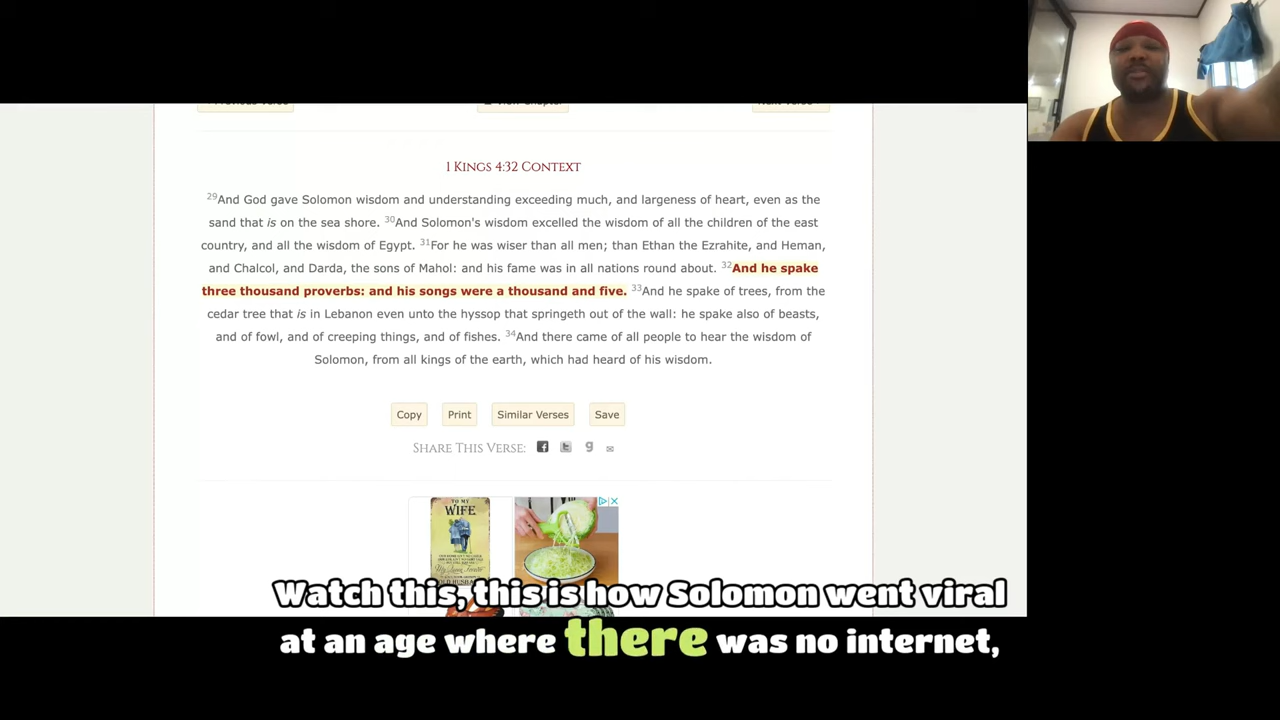 1 Kings 4:32 Context
29And God gave Solomon wisdom and understanding exceeding much, and largeness of heart, even as the
sand that is on the sea shore. 30And Solomon's wisdom excelled the wisdom of all the children of the east
country, and all the wisdom of Egypt. 31For he was wiser than all men; than Ethan the Ezrahite, and Heman,
and Chalcol, and Darda, the sons of Mahol: and his fame was in all nations round about. 32And he spake
three thousand proverbs: and his songs were a thousand and five. 33And he spake of trees, from the
cedar tree that is in Lebanon even unto the hyssop that springeth out of the wall: he spake also of beasts,
and of fowl, and of creeping things, and of fishes. 34And there came of all people to hear the wisdom of
Solomon, from all kings of the earth, which had heard of his wisdom.
Copy Print Similar Verses Save
Share This Verse:
TO MY
WIFE
Watch this, this is how Solomon went viral
at an age where there was no internet,